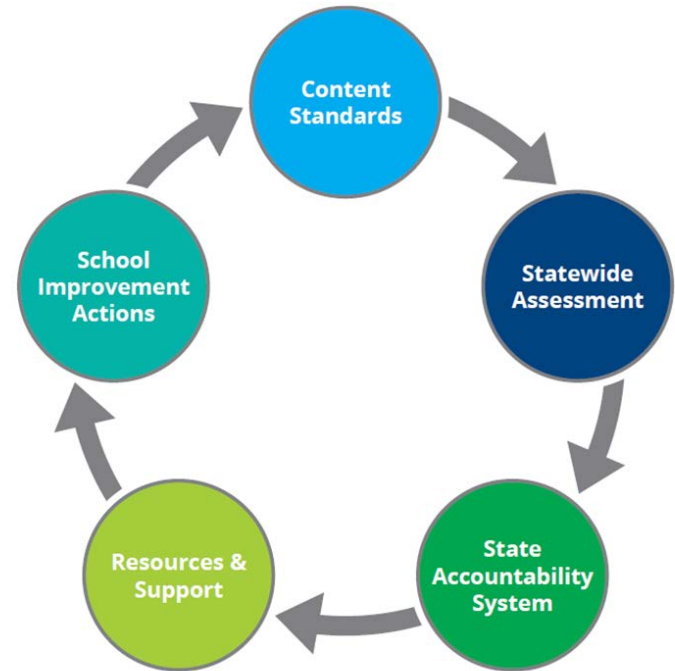 Content
Standards
Statewide
Assessment
State
Accountability
System
Resources &
Support
School
Improvement
Actions